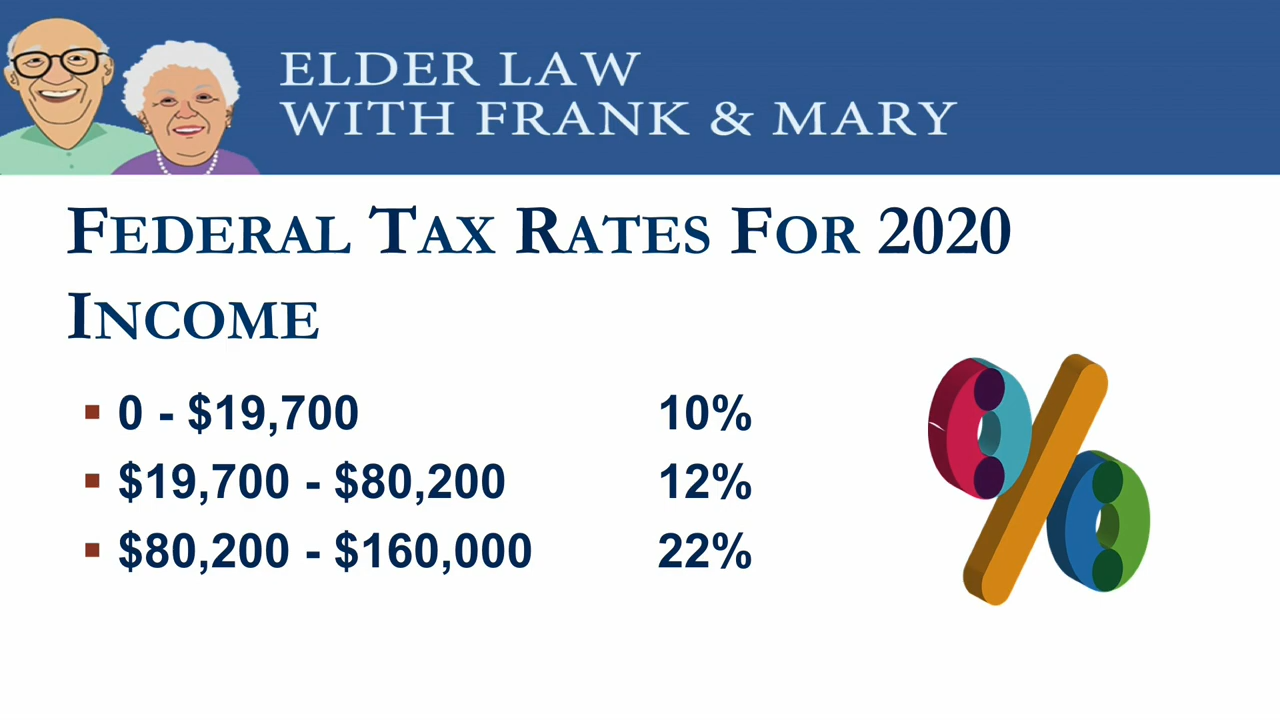 ELDER LAW
WITH FRANK & MARY
FEDERAL TAX RATES FOR 2020
INCOME
0 - $19,700 10%
$19,700 - $80,200 12%
$80,200 - $160,000 22%